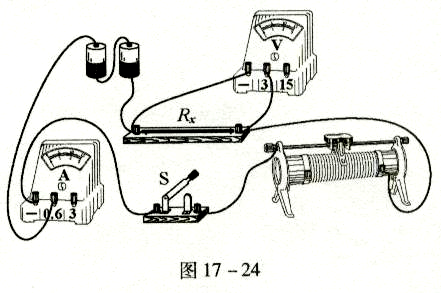 V
— 3 15
Rx
A
— 0.6 3
S
图 17-24